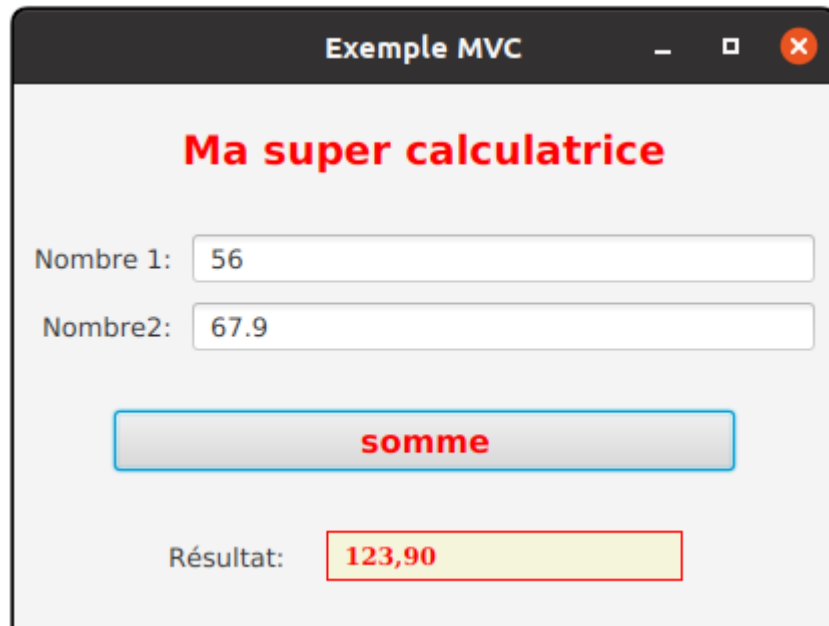 Exemple MVC
Ma super calculatrice
Nombre 1: 56
Nombre2: 67.9
somme
Résultat: 123,90